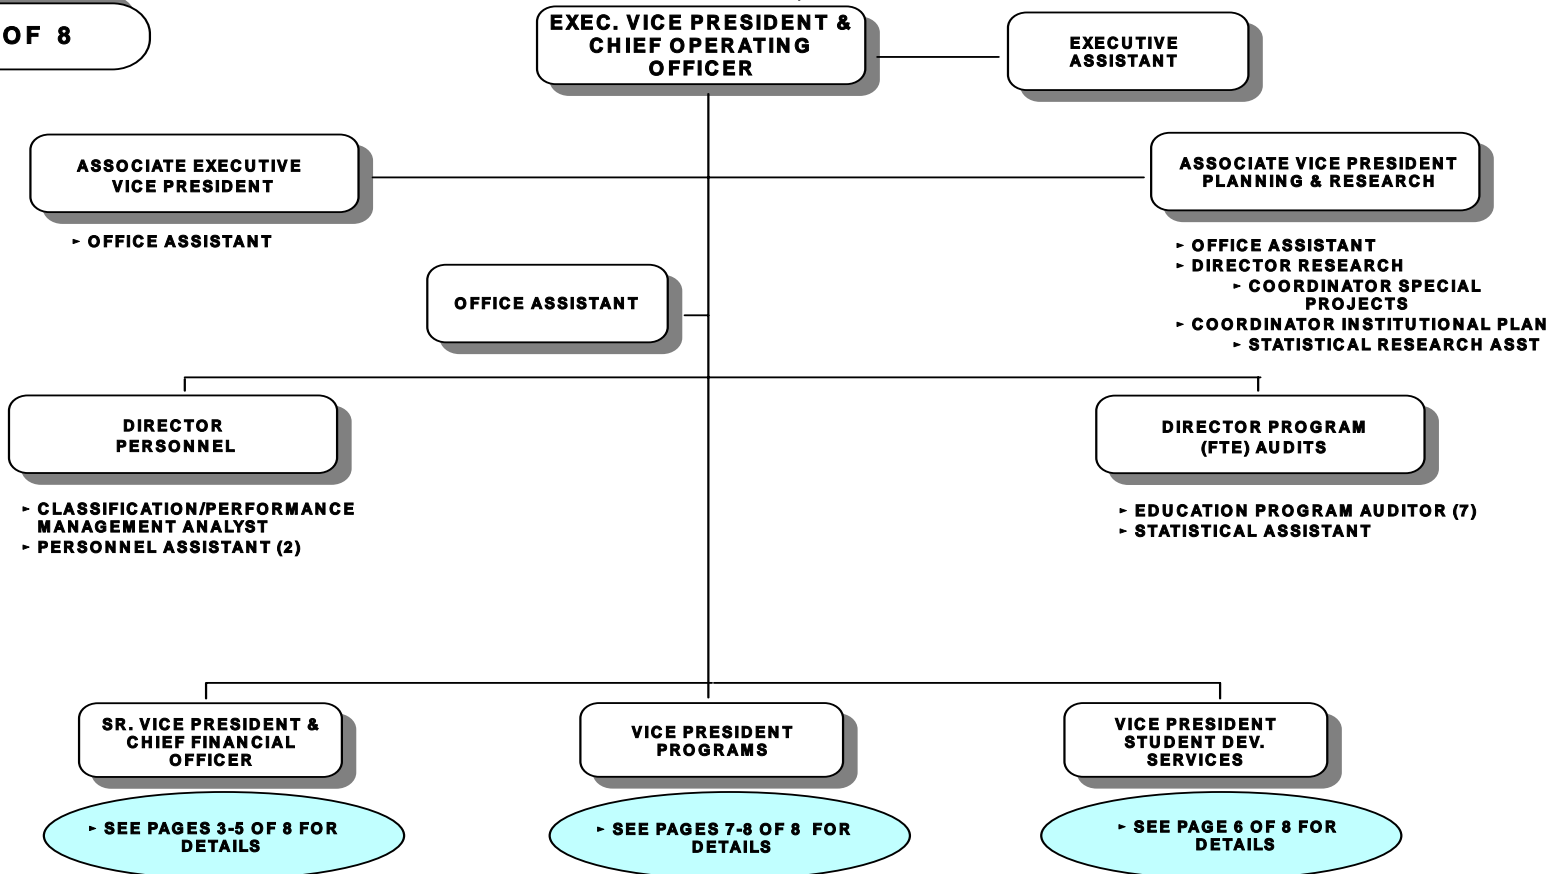 OF 8
EXEC. VICE PRESIDENT &
CHIEF OPERATING
OFFICER
EXECUTIVE
ASSISTANT
ASSOCIATE EXECUTIVE
VICE PRESIDENT
► OFFICE ASSISTANT
ASSOCIATE VICE PRESIDENT
PLANNING & RESEARCH
► OFFICE ASSISTANT
► DIRECTOR RESEARCH
► COORDINATOR SPECIAL
PROJECTS
► COORDINATOR INSTITUTIONAL PLAN
► STATISTICAL RESEARCH ASST
OFFICE ASSISTANT
DIRECTOR
PERSONNEL
► CLASSIFICATION/PERFORMANCE
MANAGEMENT ANALYST
► PERSONNEL ASSISTANT (2)
DIRECTOR PROGRAM
(FTE) AUDITS
► EDUCATION PROGRAM AUDITOR (7)
► STATISTICAL ASSISTANT
SR. VICE PRESIDENT &
CHIEF FINANCIAL
OFFICER
► SEE PAGES 3-5 OF 8 FOR
DETAILS
VICE PRESIDENT
PROGRAMS
► SEE PAGES 7-8 OF 8 FOR
DETAILS
VICE PRESIDENT
STUDENT DEV.
SERVICES
► SEE PAGE 6 OF 8 FOR
DETAILS